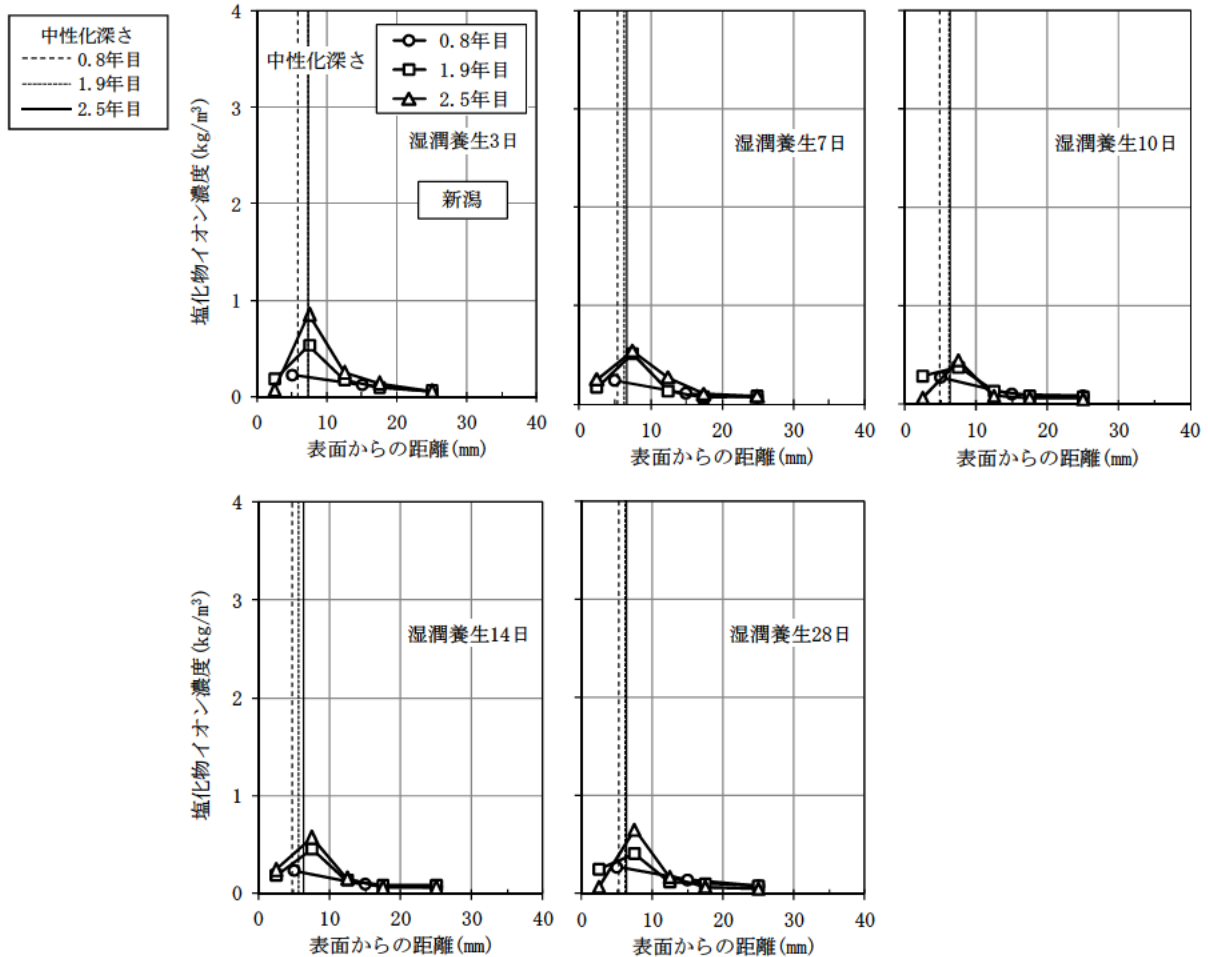 中性化深さ
0.8年目
1.9年目
2.5年目
塩化物イオン濃度(kg/m³)
4
3
2
1
0
中性化深さ
0.8年目
1.9年目
2.5年目
湿潤養生3日
新潟
0 10 20 30 40
表面からの距離(mm)
湿潤養生7日
0 10 20 30 40
表面からの距離(mm)
湿潤養生10日
0 10 20 30 40
表面からの距離(mm)
塩化物イオン濃度(kg/m³)
4
3
2
1
0
湿潤養生14日
0 10 20 30 40
表面からの距離(mm)
湿潤養生28日
0 10 20 30 40
表面からの距離(mm)